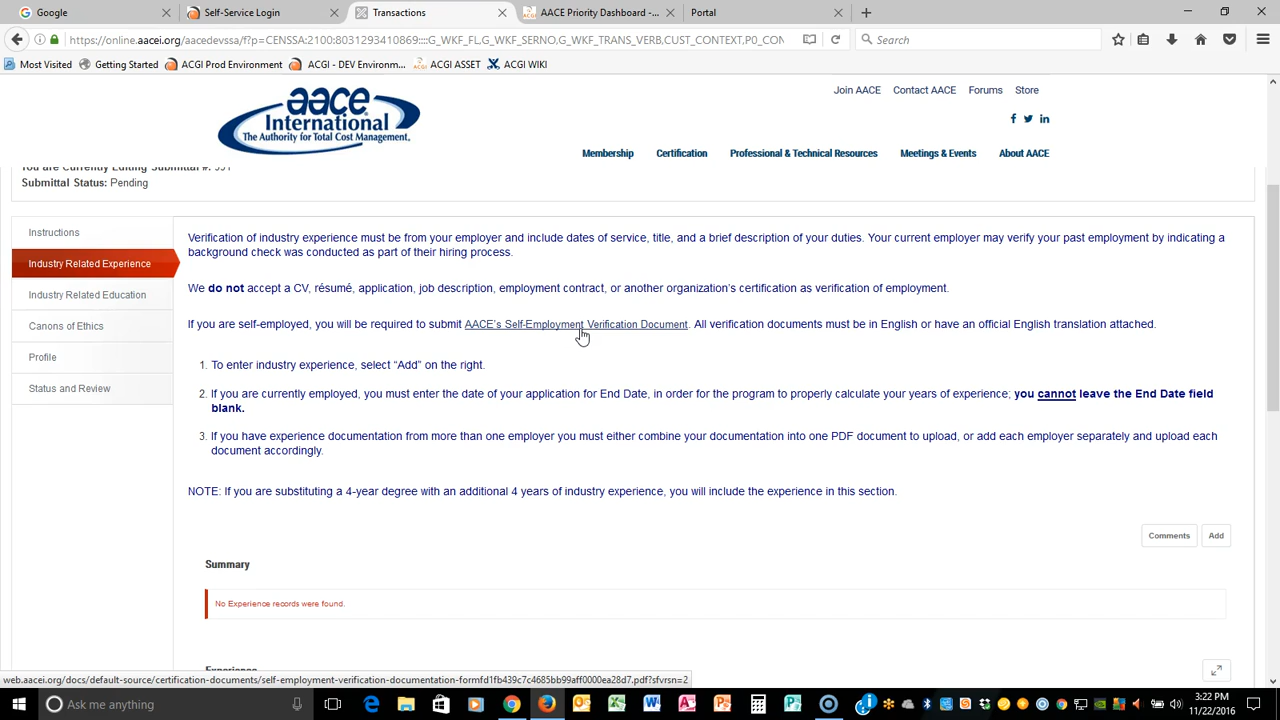 Google
Self-Service Login
Transactions
AACE Priority Dashboard - ...
Portal
https://online.aacei.org/aacedevssa/f?p=CENSSA:2100:8031293410869::::G_WKF_FL,G_WKF_SERNO,G_WKF_TRANS_VERB,CUST_CONTEXT,P0_CON
Search
Most Visited
Getting Started
ACGI Prod Environment
ACGI - DEV Environm...
ACGI ASSET
ACGI WIKI
Join AACE
Contact AACE
Forums
Store
aace
International
The Authority for Total Cost Management.
Membership
Certification
Professional & Technical Resources
Meetings & Events
About AACE
You are Currently Editing Submittal #:
Submittal Status: Pending
Instructions
Industry Related Experience
Industry Related Education
Canons of Ethics
Profile
Status and Review
Verification of industry experience must be from your employer and include dates of service, title, and a brief description of your duties. Your current employer may verify your past employment by indicating a
background check was conducted as part of their hiring process.
We do not accept a CV, résumé, application, job description, employment contract, or another organization's certification as verification of employment.
If you are self-employed, you will be required to submit AACE's Self-Employment Verification Document. All verification documents must be in English or have an official English translation attached.
1. To enter industry experience, select “Add” on the right.
2. If you are currently employed, you must enter the date of your application for End Date, in order for the program to properly calculate your years of experience; you cannot leave the End Date field
blank.
3. If you have experience documentation from more than one employer you must either combine your documentation into one PDF document to upload, or add each employer separately and upload each
document accordingly.
NOTE: If you are substituting a 4-year degree with an additional 4 years of industry experience, you will include the experience in this section.
Comments
Add
Summary
No Experience records were found.
Experience
web.aacei.org/docs/default-source/certification-documents/self-employment-verification-documentation-formfd1fb439c7c4685bb99aff0000ea28d7.pdf?sfvrsn=2
Ask me anything
3:22 PM
11/22/2016